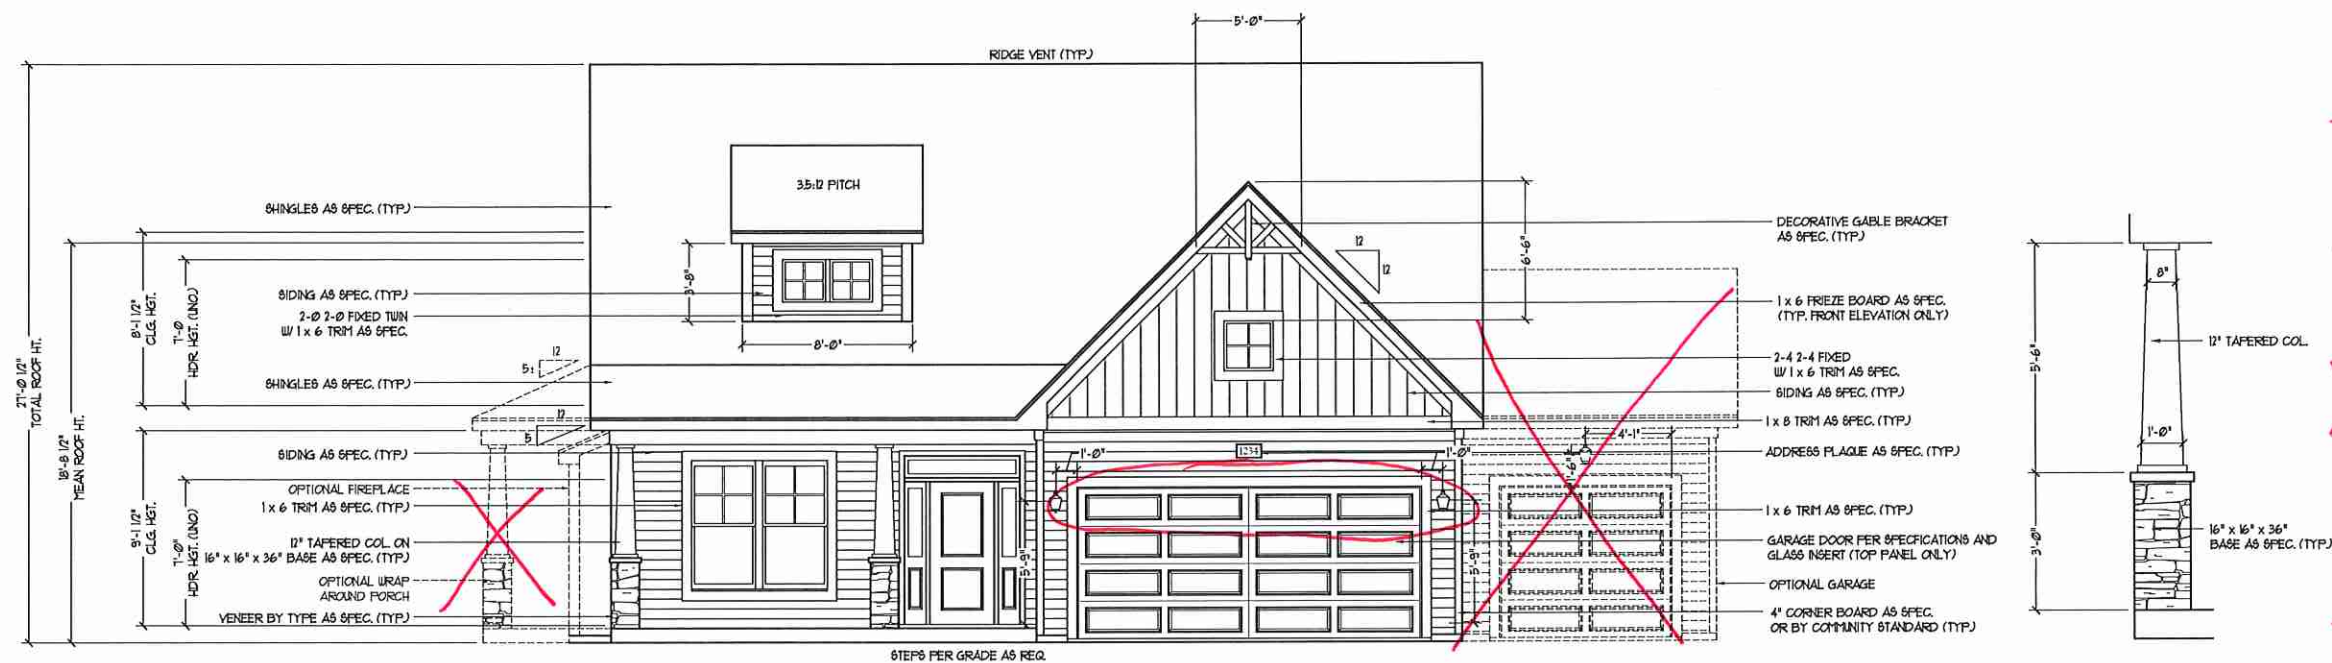 5'-0"
RIDGE VENT (TYP.)
3.5:12 PITCH
SHINGLES AS SPEC. (TYP.)
SIDING AS SPEC. (TYP.)
2-0 2-0 FIXED TWIN
W/ 1 x 6 TRIM AS SPEC.
SHINGLES AS SPEC. (TYP.)
SIDING AS SPEC. (TYP.)
OPTIONAL FIREPLACE
1 x 6 TRIM AS SPEC. (TYP.)
12" TAPERED COL. ON
16" x 16" x 36" BASE AS SPEC. (TYP.)
OPTIONAL WRAP
AROUND PORCH
VENEER BY TYPE AS SPEC. (TYP.)
27'-0 1/2"
TOTAL ROOF HT.
18'-8 1/2"
MEAN ROOF HT.
8'-1 1/2"
CLG. HGT.
7'-0
HDR. HGT. (UNO)
9'-1 1/2"
CLG. HGT.
7'-0"
HDR. HGT. (UNO)
12
5:
12
5
3'-8"
8'-0"
12
12
6'-6"
1'-0"
1234
1'-0"
5'-9"
5'-9"
4'-1"
STEPS PER GRADE AS REQ.
DECORATIVE GABLE BRACKET
AS SPEC. (TYP.)
1 x 6 FRIEZE BOARD AS SPEC.
(TYP. FRONT ELEVATION ONLY)
2-4 2-4 FIXED
W/ 1 x 6 TRIM AS SPEC.
SIDING AS SPEC. (TYP.)
1 x 8 TRIM AS SPEC. (TYP.)
ADDRESS PLAQUE AS SPEC. (TYP.)
1 x 6 TRIM AS SPEC. (TYP.)
GARAGE DOOR PER SPECFICATIONS AND
GLASS INSERT (TOP PANEL ONLY)
OPTIONAL GARAGE
4" CORNER BOARD AS SPEC.
OR BY COMMUNITY STANDARD (TYP.)
8"
5'-6"
12" TAPERED COL.
1'-0"
3'-0"
16" x 16" x 36"
BASE AS SPEC. (TYP.)